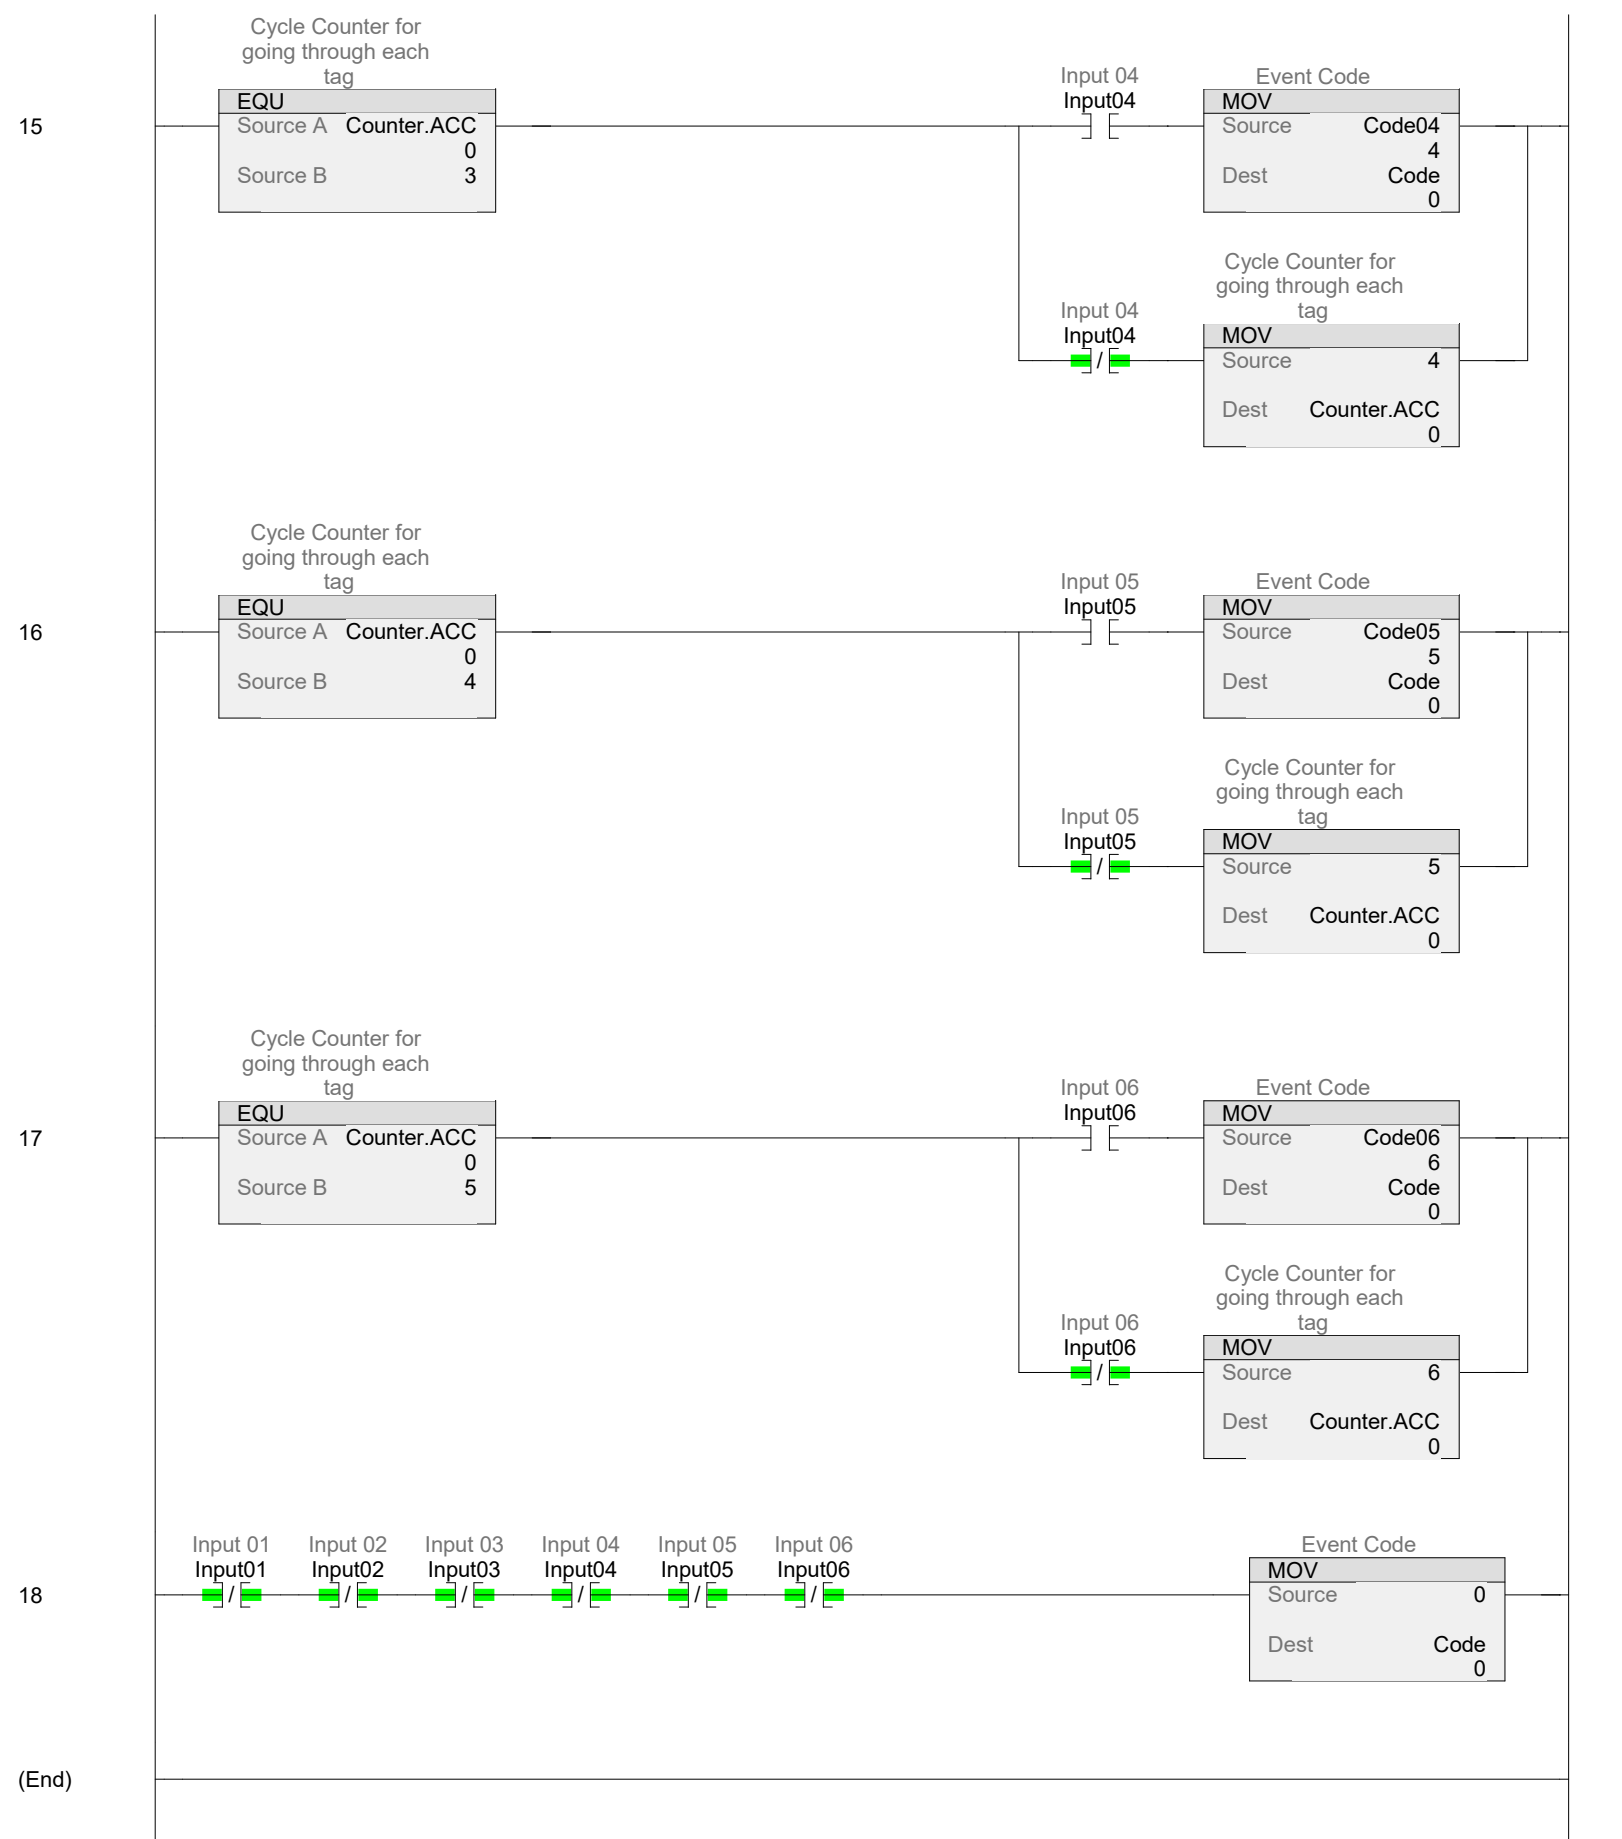 Cycle Counter for
going through each
tag
EQU
Source A Counter.ACC
0
Source B 3
15
Input 04
Input04
Event Code
MOV
Source Code04
4
Dest Code
0
Input 04
Input04
/
Cycle Counter for
going through each
tag
MOV
Source 4
Dest Counter.ACC
0
Cycle Counter for
going through each
tag
EQU
Source A Counter.ACC
0
Source B 4
16
Input 05
Input05
Event Code
MOV
Source Code05
5
Dest Code
0
Input 05
Input05
/
Cycle Counter for
going through each
tag
MOV
Source 5
Dest Counter.ACC
0
Cycle Counter for
going through each
tag
EQU
Source A Counter.ACC
0
Source B 5
17
Input 06
Input06
Event Code
MOV
Source Code06
6
Dest Code
0
Input 06
Input06
/
Cycle Counter for
going through each
tag
MOV
Source 6
Dest Counter.ACC
0
Input 01 Input 02 Input 03 Input 04 Input 05 Input 06
Input01 Input02 Input03 Input04 Input05 Input06
/ / / / / /
18
Event Code
MOV
Source 0
Dest Code
0
(End)